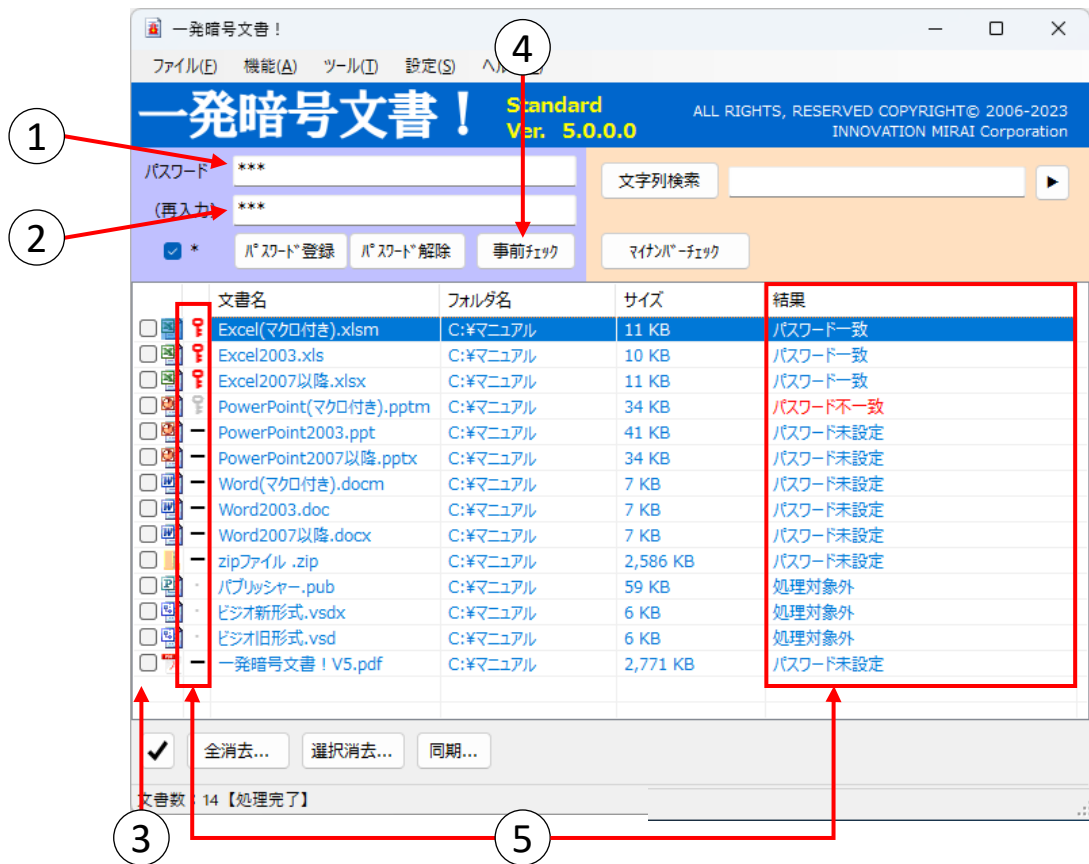 一発暗号文書！
ファイル(F) 機能(A) ツール(T) 設定(S)
一発暗号文書！ Standard ALL RIGHTS, RESERVED COPYRIGHT© 2006-2023
Ver. 5.0.0.0 INNOVATION MIRAI Corporation
④
①
パスワード ***
文字列検索 ▶
(再入力) ***
②
* パスワード登録 パスワード解除 事前チェック マイナンバーチェック
文書名 フォルダ名 サイズ 結果
Excel(マクロ付き).xlsm C:¥マニュアル 11 KB パスワード一致
Excel2003.xls C:¥マニュアル 10 KB パスワード一致
Excel2007以降.xlsx C:¥マニュアル 11 KB パスワード一致
PowerPoint(マクロ付き).pptm C:¥マニュアル 34 KB パスワード不一致
PowerPoint2003.ppt C:¥マニュアル 41 KB パスワード未設定
PowerPoint2007以降.pptx C:¥マニュアル 34 KB パスワード未設定
Word(マクロ付き).docm C:¥マニュアル 7 KB パスワード未設定
Word2003.doc C:¥マニュアル 7 KB パスワード未設定
Word2007以降.docx C:¥マニュアル 7 KB パスワード未設定
zipファイル .zip C:¥マニュアル 2,586 KB パスワード未設定
パブリッシャー.pub C:¥マニュアル 59 KB 処理対象外
ビジオ新形式.vsdx C:¥マニュアル 6 KB 処理対象外
ビジオ旧形式.vsd C:¥マニュアル 6 KB 処理対象外
一発暗号文書！V5.pdf C:¥マニュアル 2,771 KB パスワード未設定
全消去... 選択消去... 同期...
文書数：14【処理完了】
③ ⑤